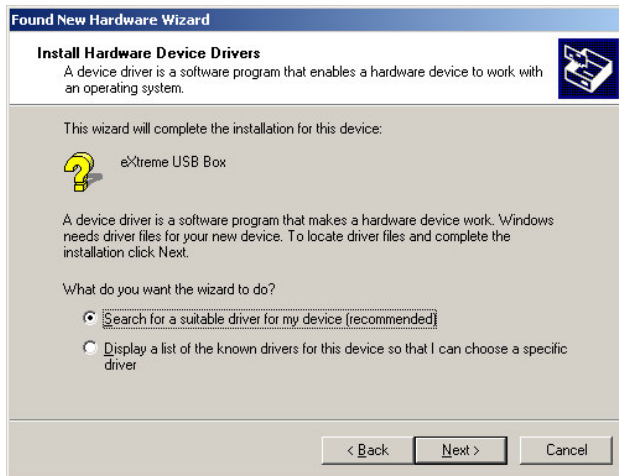 Found New Hardware Wizard
Install Hardware Device Drivers
A device driver is a software program that enables a hardware device to work with
an operating system.
This wizard will complete the installation for this device:
eXtreme USB Box
A device driver is a software program that makes a hardware device work. Windows
needs driver files for your new device. To locate driver files and complete the
installation click Next.
What do you want the wizard to do?
Search for a suitable driver for my device (recommended)
Display a list of the known drivers for this device so that I can choose a specific
driver
< Back
Next >
Cancel